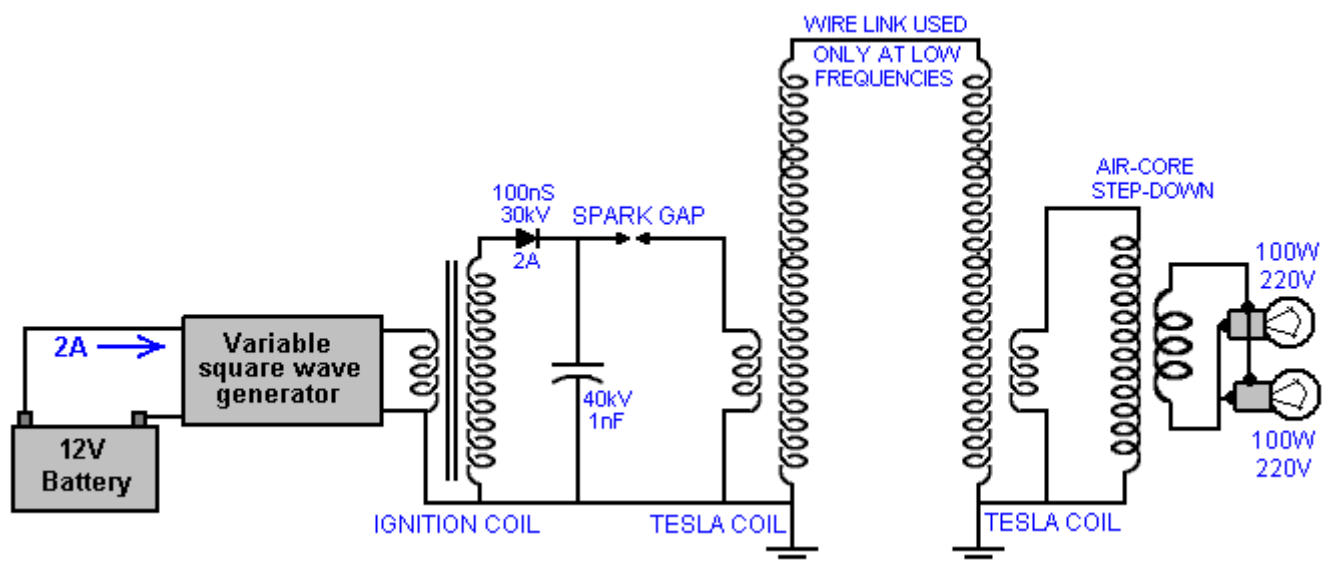 WIRE LINK USED
ONLY AT LOW
FREQUENCIES
AIR-CORE
STEP-DOWN
100nS
30kV
SPARK GAP
2A
100W
220V
2A
Variable
square wave
generator
40kV
1nF
12V
Battery
100W
220V
IGNITION COIL
TESLA COIL
TESLA COIL